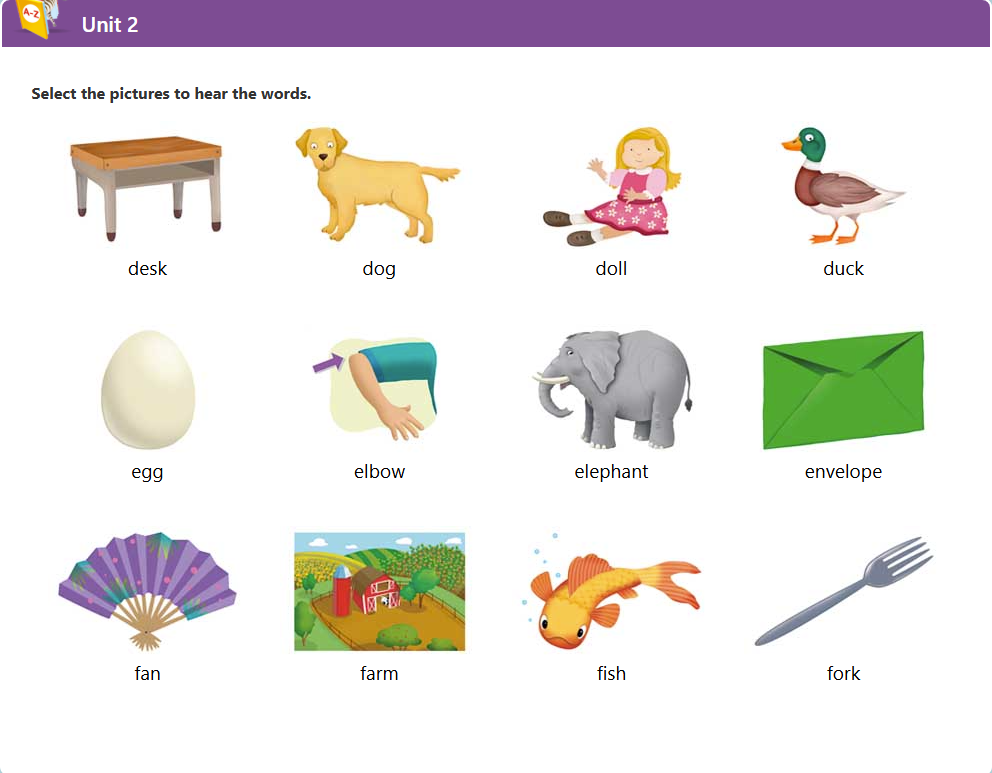 A-Z
Unit 2
Select the pictures to hear the words.
desk dog doll duck
egg elbow elephant envelope
fan farm fish fork